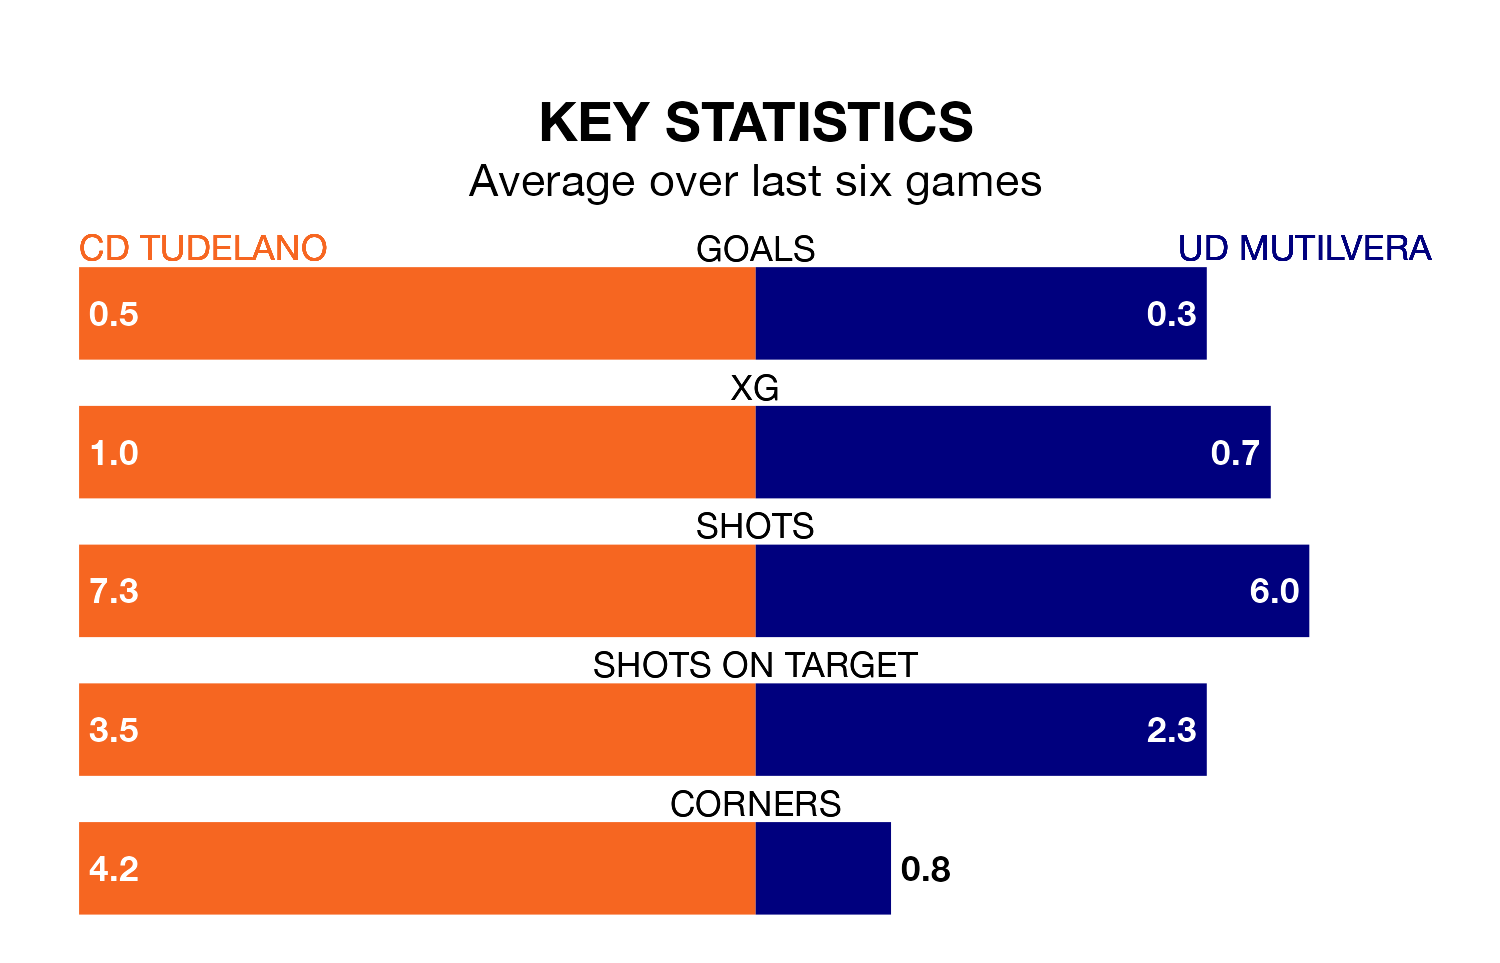 KEY STATISTICS
Average over last six games
CD TUDELANO GOALS UD MUTILVERA
0.5 0.3
XG
1.0 0.7
SHOTS
7.3 6.0
SHOTS ON TARGET
3.5 2.3
CORNERS
4.2 0.8